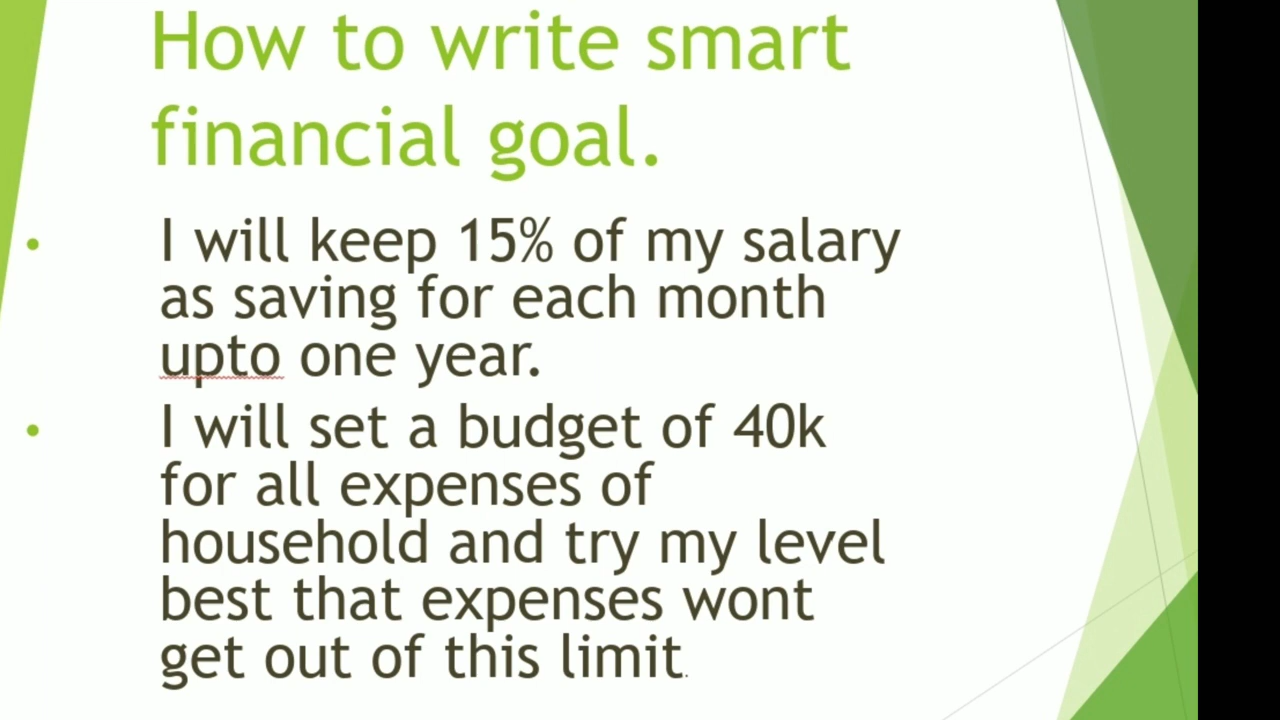 How to write smart
financial goal.
• I will keep 15% of my salary
as saving for each month
upto one year.
• I will set a budget of 40k
for all expenses of
household and try my level
best that expenses wont
get out of this limit.